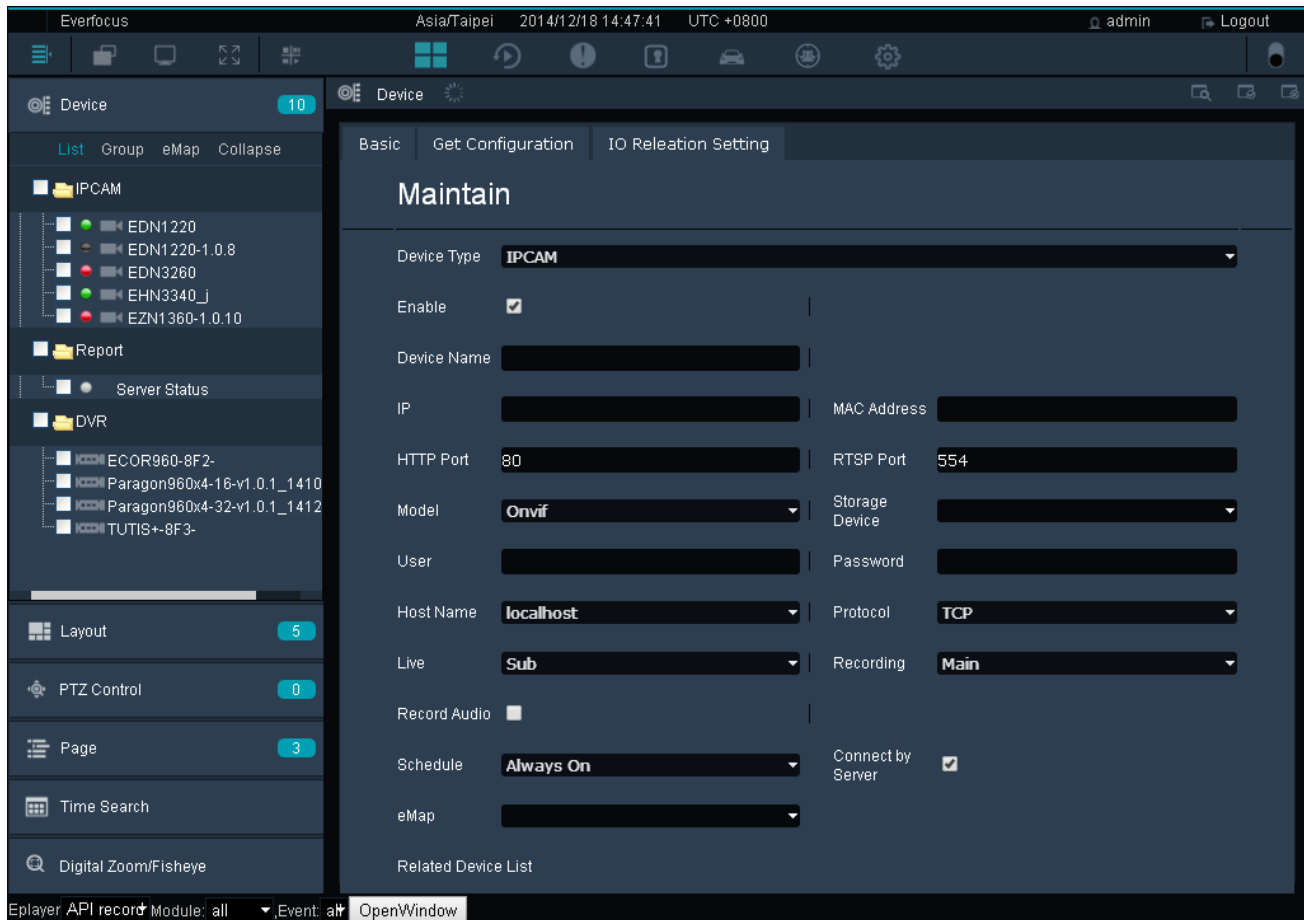 Everfocus Asia/Taipei 2014/12/18 14:47:41 UTC +0800 admin Logout
Device 10
List Group eMap Collapse
IPCAM
EDN1220
EDN1220-1.0.8
EDN3260
EHN3340_j
EZN1360-1.0.10
Report
Server Status
DVR
ECOR960-8F2-
Paragon960x4-16-v1.0.1_1410
Paragon960x4-32-v1.0.1_1412
TUTIS+-8F3-
Layout 5
PTZ Control 0
Page 3
Time Search
Digital Zoom/Fisheye
Device
Basic Get Configuration IO Releation Setting
Maintain
Device Type IPCAM
Enable
Device Name
IP MAC Address
HTTP Port 80 RTSP Port 554
Model Onvif Storage Device
User Password
Host Name localhost Protocol TCP
Live Sub Recording Main
Record Audio
Schedule Always On Connect by Server
eMap
Related Device List
Eplayer API record Module: all ,Event: all OpenWindow